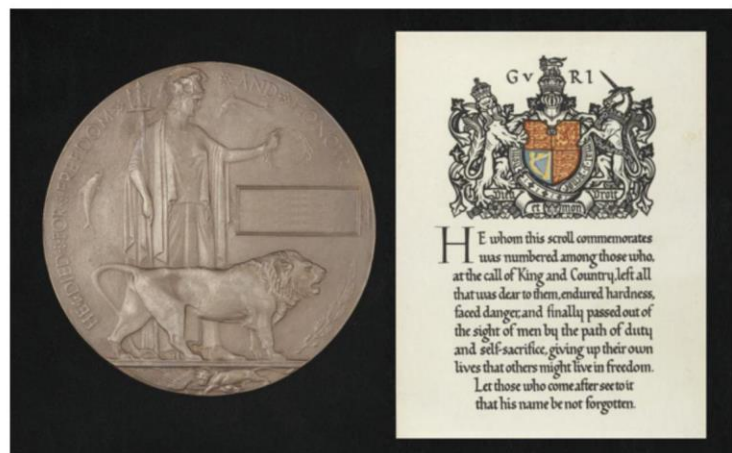 HE·DIED·FOR·FREEDOM· AND·HONOUR·
G v R I
Dieu et mon Droit
HE whom this scroll commemorates
was numbered among those who,
at the call of King and Country, left all
that was dear to them, endured hardness,
faced danger, and finally passed out of
the sight of men by the path of duty
and self-sacrifice, giving up their own
lives that others might live in freedom.
Let those who come after see to it
that his name be not forgotten.